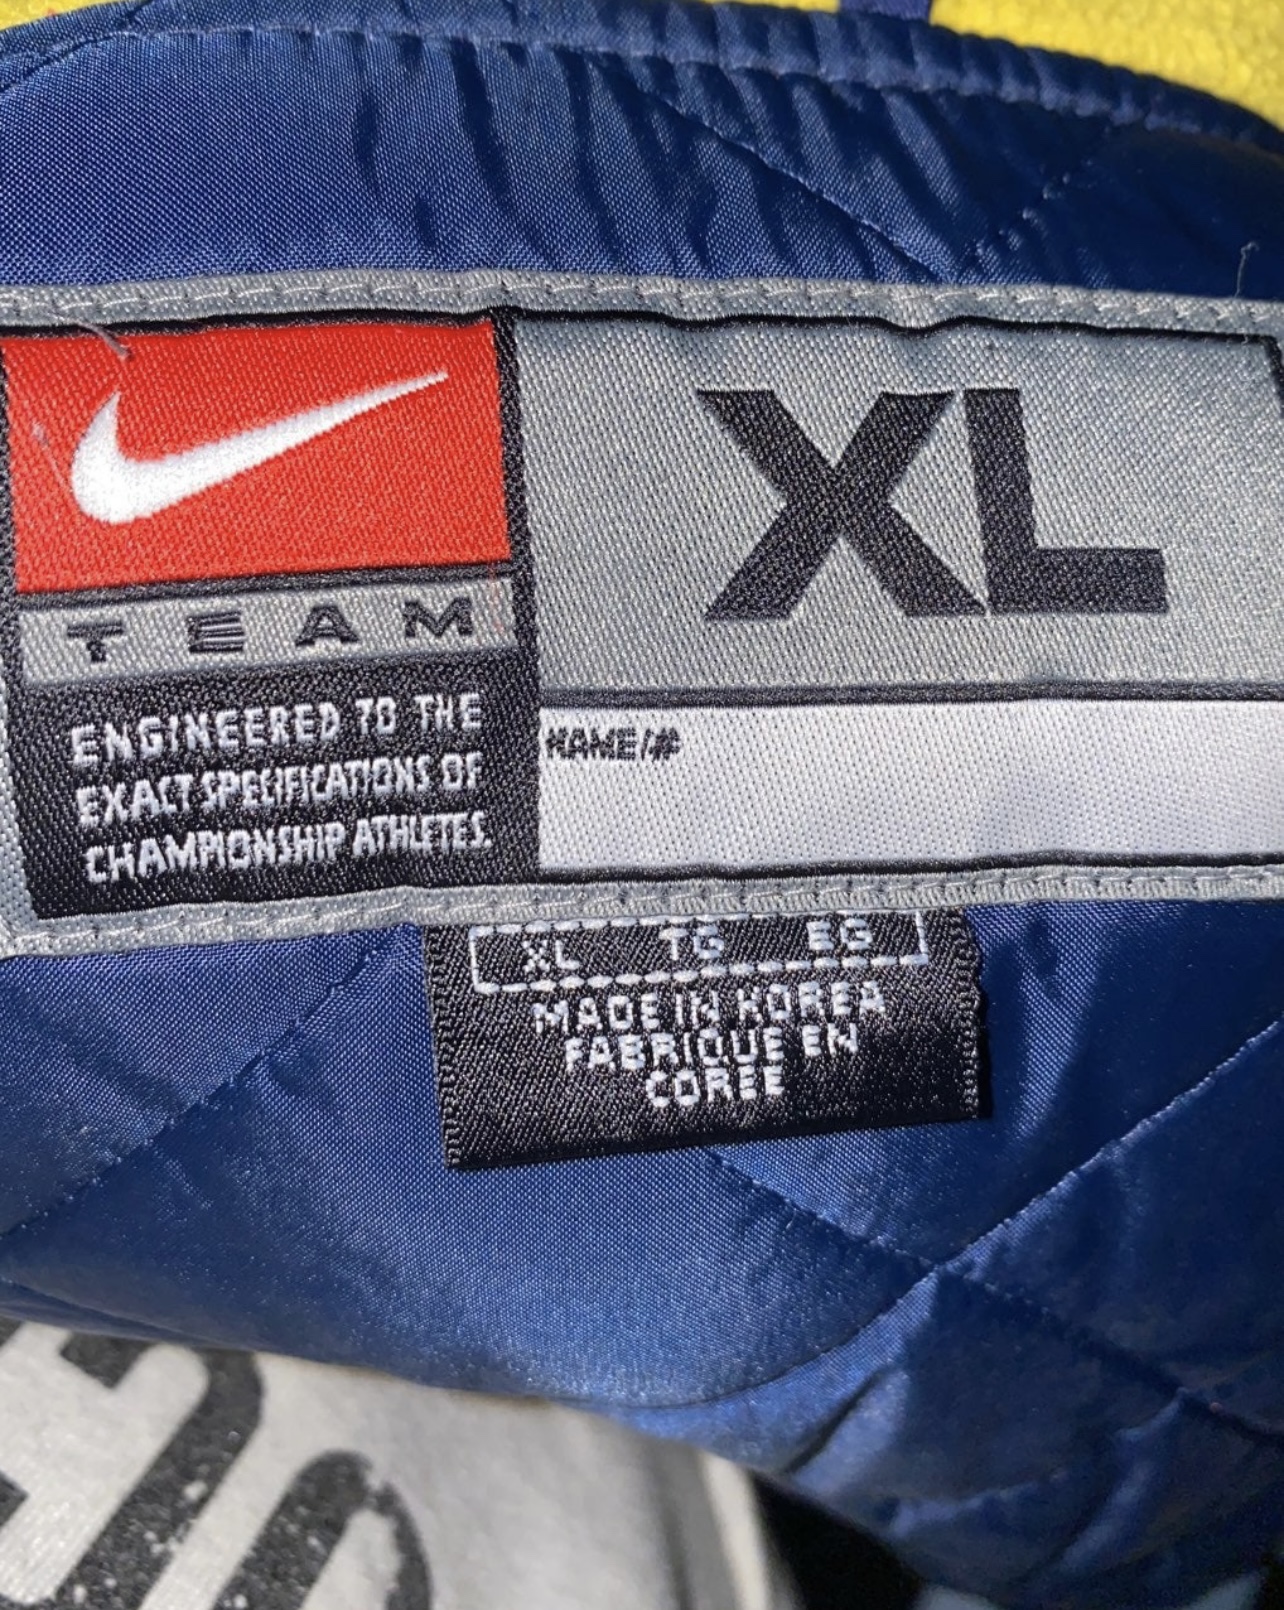 XL
TEAM
ENGINEERED TO THE
EXACT SPECIFICATIONS OF
CHAMPIONSHIP ATHLETES.
NAME/#
XL TG EG
MADE IN KOREA
FABRIQUE EN
COREE